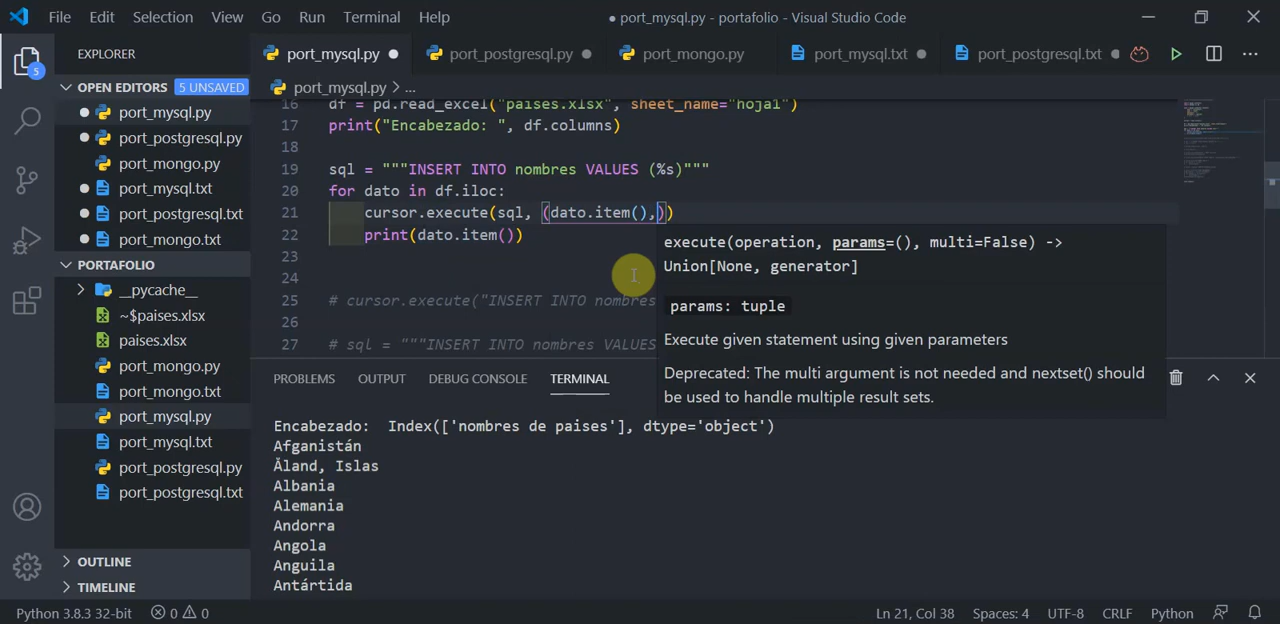 File Edit Selection View Go Run Terminal Help ● port_mysql.py - portafolio - Visual Studio Code
EXPLORER
OPEN EDITORS 5 UNSAVED
port_mysql.py
port_postgresql.py
port_mongo.py
port_mysql.txt
port_postgresql.txt
port_mongo.txt
PORTAFOLIO
__pycache__
~$paises.xlsx
paises.xlsx
port_mongo.py
port_mongo.txt
port_mysql.py
port_mysql.txt
port_postgresql.py
port_postgresql.txt
OUTLINE
TIMELINE
5
port_mysql.py ● port_postgresql.py ● port_mongo.py port_mysql.txt ● port_postgresql.txt ●
port_mysql.py > ...
16 df = pd.read_excel("paises.xlsx", sheet_name="hoja1")
17 print("Encabezado: ", df.columns)
18
19 sql = """INSERT INTO nombres VALUES (%s)"""
20 for dato in df.iloc:
21 cursor.execute(sql, (dato.item(),))
22 print(dato.item())
23
24
25 # cursor.execute("INSERT INTO nombres
26
27 # sql = """INSERT INTO nombres VALUES
execute(operation, params=(), multi=False) ->
Union[None, generator]
params: tuple
Execute given statement using given parameters
Deprecated: The multi argument is not needed and nextset() should
be used to handle multiple result sets.
PROBLEMS OUTPUT DEBUG CONSOLE TERMINAL
Encabezado:  Index(['nombres de paises'], dtype='object')
Afganistán
Åland, Islas
Albania
Alemania
Andorra
Angola
Anguila
Antártida
Python 3.8.3 32-bit 0 0 Ln 21, Col 38 Spaces: 4 UTF-8 CRLF Python